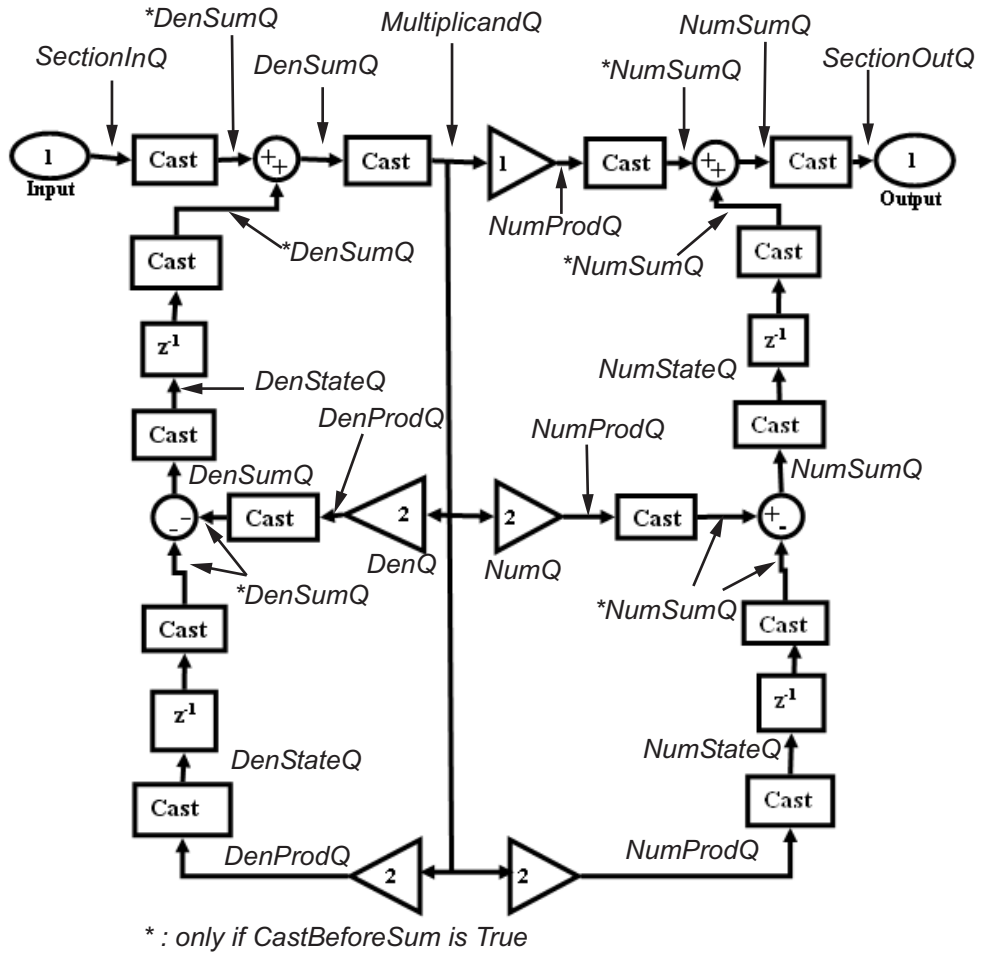 *DenSumQ
MultiplicandQ
NumSumQ
SectionInQ
DenSumQ
*NumSumQ
SectionOutQ
1
Cast
++
Cast
1
Cast
++
Cast
1
Input
Output
NumProdQ
*DenSumQ
*NumSumQ
Cast
Cast
z-1
z-1
DenStateQ
NumStateQ
DenProdQ
NumProdQ
Cast
Cast
DenSumQ
NumSumQ
--
Cast
2
2
Cast
+-
DenQ
NumQ
*DenSumQ
*NumSumQ
Cast
Cast
z-1
z-1
DenStateQ
NumStateQ
Cast
Cast
DenProdQ
NumProdQ
2
2
* : only if CastBeforeSum is True